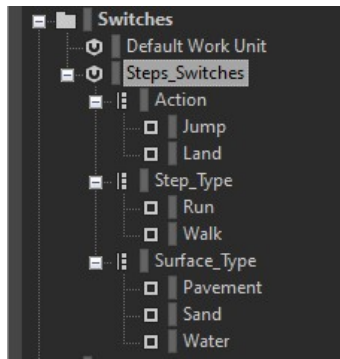 Switches
Default Work Unit
Steps_Switches
Action
Jump
Land
Step_Type
Run
Walk
Surface_Type
Pavement
Sand
Water